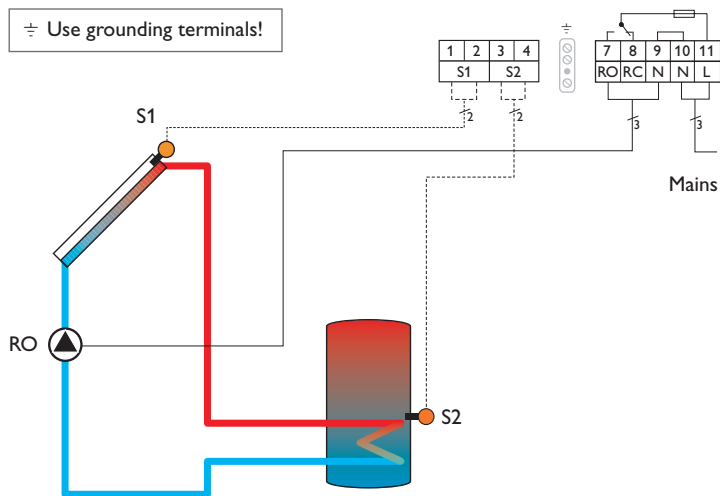 ⏚ Use grounding terminals!
1 2 3 4
S1 S2
7 8 9 10 11
RO RC N N L
2 2 3 3
S1
Mains
RO
S2